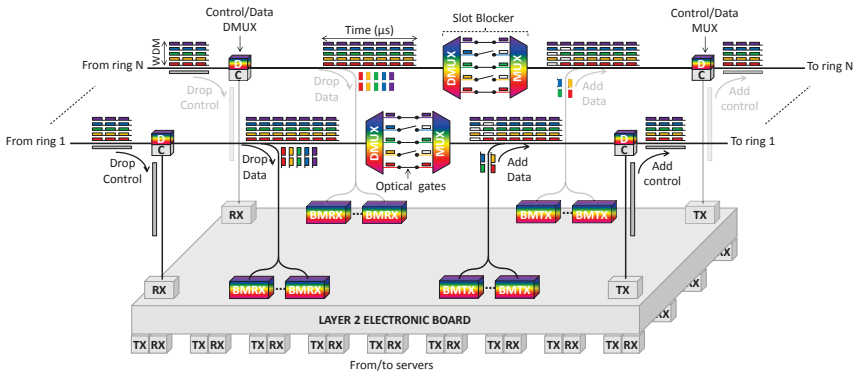 Control/Data
DMUX
Time (µs)
Slot Blocker
Control/Data
MUX
WDM
From ring N
D
C
DMUX
MUX
D
C
To ring N
Drop
Control
Drop
Data
Add
Data
Add
control
From ring 1
D
C
DMUX
MUX
D
C
To ring 1
Drop
Control
Drop
Data
Optical gates
Add
Data
Add
control
RX
BMRX
...
BMRX
BMTX
...
BMTX
TX
RX
BMRX
...
BMRX
BMTX
...
BMTX
TX
RX
RX
RX
LAYER 2 ELECTRONIC BOARD
TX RX TX RX TX RX TX RX TX RX TX RX TX RX TX RX TX RX
From/to servers